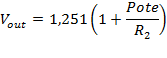 V_out = 1,251 (1 + Pote/R_2)